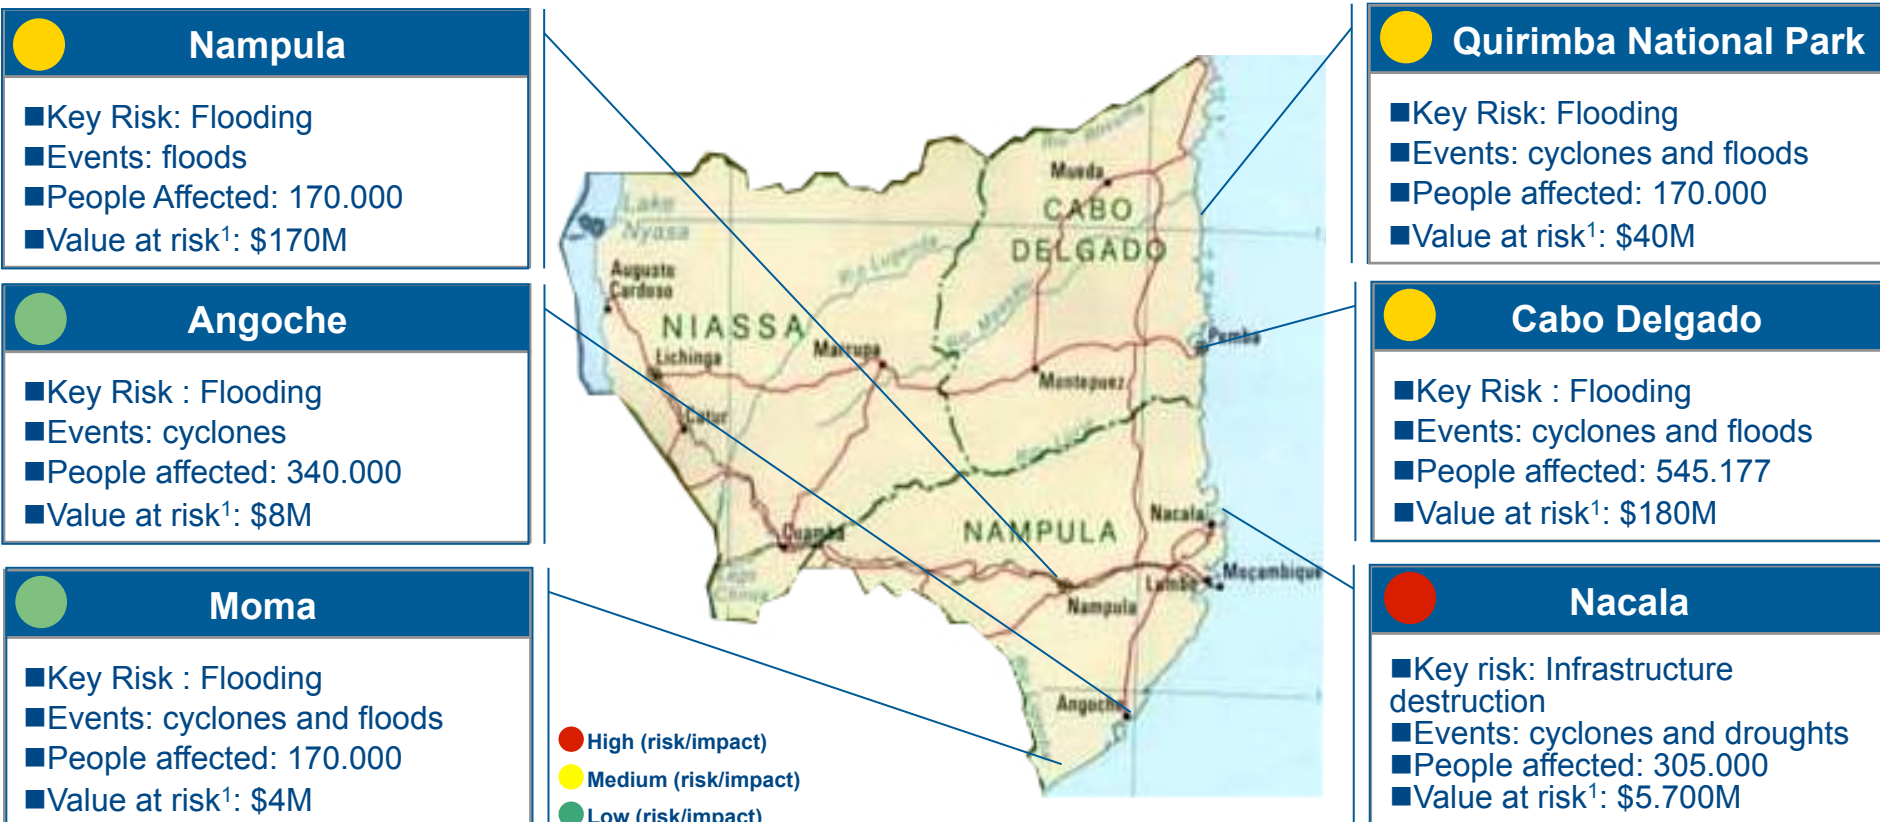 Nampula
■Key Risk: Flooding
■Events: floods
■People Affected: 170.000
■Value at risk¹: $170M
Angoche
■Key Risk : Flooding
■Events: cyclones
■People affected: 340.000
■Value at risk¹: $8M
Moma
■Key Risk : Flooding
■Events: cyclones and floods
■People affected: 170.000
■Value at risk¹: $4M
Lake
Nyasa
Augusto
Cardoso
NIASSA
Lichinga
Marrupa
Catur
Cuamba
Rio Lugenda
Mueda
CABO
DELGADO
Pemba
Montepuez
NAMPULA
Nacala
Lumbo
Moçambique
Nampula
Angoche
High (risk/impact)
Medium (risk/impact)
Low (risk/impact)
Quirimba National Park
■Key Risk: Flooding
■Events: cyclones and floods
■People affected: 170.000
■Value at risk¹: $40M
Cabo Delgado
■Key Risk : Flooding
■Events: cyclones and floods
■People affected: 545.177
■Value at risk¹: $180M
Nacala
■Key risk: Infrastructure
destruction
■Events: cyclones and droughts
■People affected: 305.000
■Value at risk¹: $5.700M